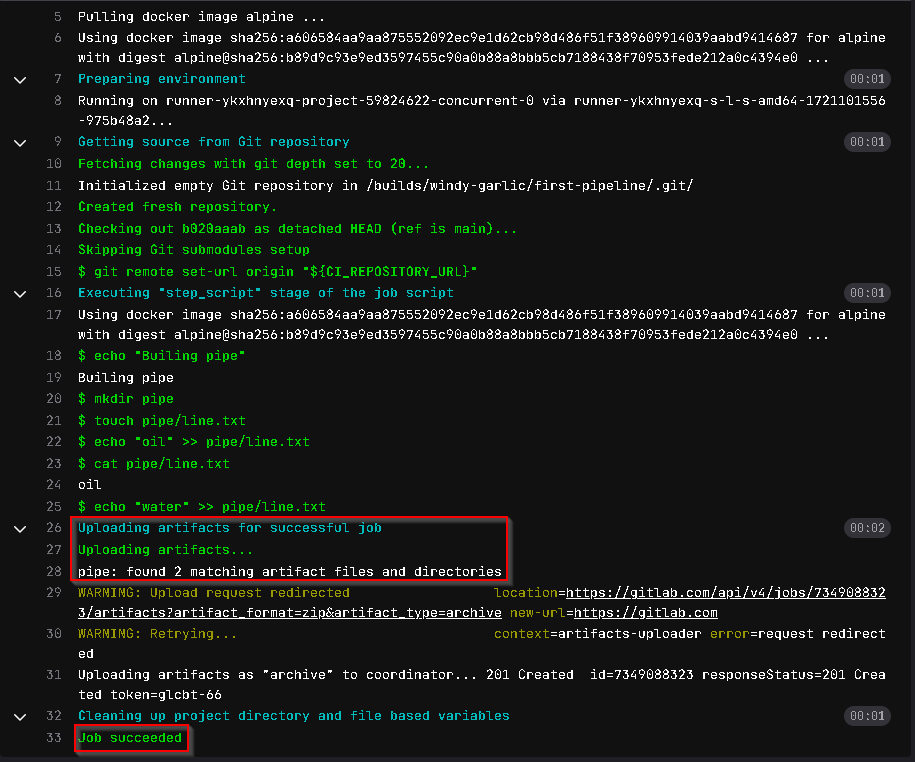 5 Pulling docker image alpine ...
6 Using docker image sha256:a606584aa9aa875552092ec9e1d62cb98d486f51f389609914039aabd9414687 for alpine
with digest alpine@sha256:b89d9c93e9ed3597455c90a0b88a8bbb5cb7188438f70953fede212a0c4394e0 ...
7 Preparing environment 00:01
8 Running on runner-ykxhnyexq-project-59824622-concurrent-0 via runner-ykxhnyexq-s-l-s-amd64-1721101556
-975b48a2...
9 Getting source from Git repository 00:01
10 Fetching changes with git depth set to 20...
11 Initialized empty Git repository in /builds/windy-garlic/first-pipeline/.git/
12 Created fresh repository.
13 Checking out b020aaab as detached HEAD (ref is main)...
14 Skipping Git submodules setup
15 $ git remote set-url origin "${CI_REPOSITORY_URL}"
16 Executing "step_script" stage of the job script 00:01
17 Using docker image sha256:a606584aa9aa875552092ec9e1d62cb98d486f51f389609914039aabd9414687 for alpine
with digest alpine@sha256:b89d9c93e9ed3597455c90a0b88a8bbb5cb7188438f70953fede212a0c4394e0 ...
18 $ echo "Builing pipe"
19 Builing pipe
20 $ mkdir pipe
21 $ touch pipe/line.txt
22 $ echo "oil" >> pipe/line.txt
23 $ cat pipe/line.txt
24 oil
25 $ echo "water" >> pipe/line.txt
26 Uploading artifacts for successful job 00:02
27 Uploading artifacts...
28 pipe: found 2 matching artifact files and directories
29 WARNING: Upload request redirected location=https://gitlab.com/api/v4/jobs/734908832
3/artifacts?artifact_format=zip&artifact_type=archive new-url=https://gitlab.com
30 WARNING: Retrying... context=artifacts-uploader error=request redirect
ed
31 Uploading artifacts as "archive" to coordinator... 201 Created id=7349088323 responseStatus=201 Crea
ted token=glcbt-66
32 Cleaning up project directory and file based variables 00:01
33 Job succeeded